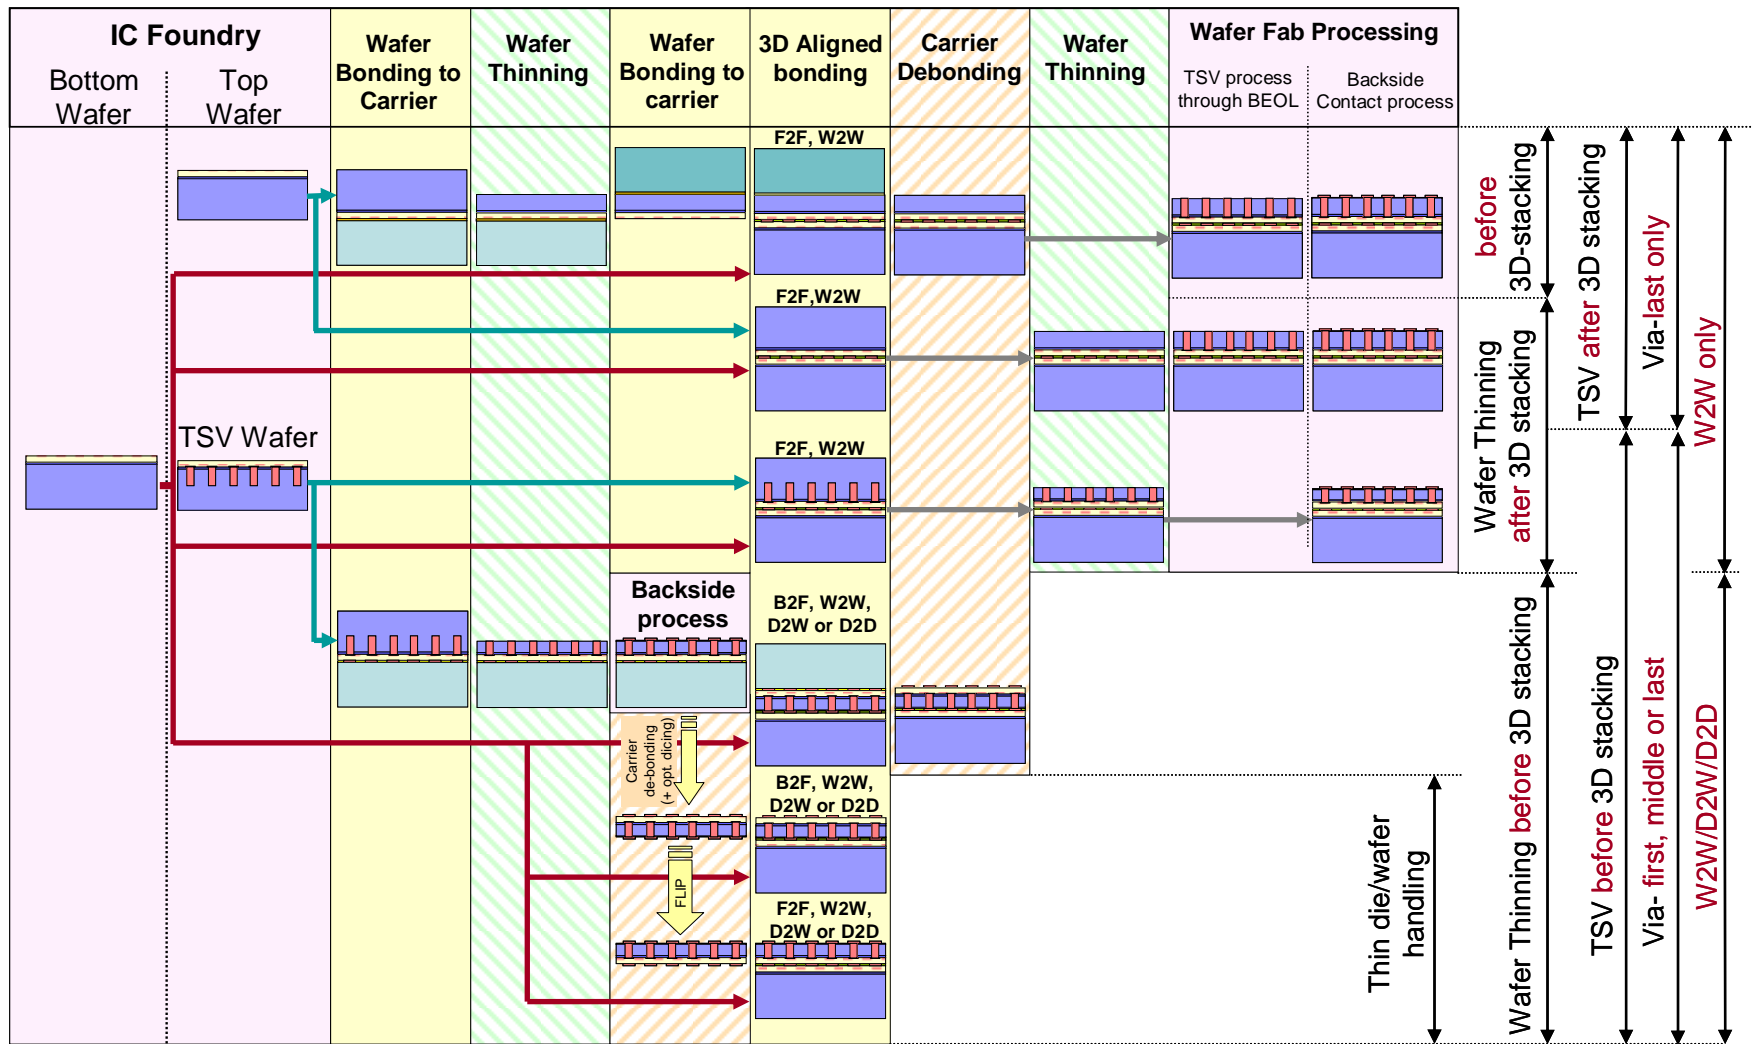 IC Foundry
Bottom
Wafer
Top
Wafer
Wafer
Bonding to
Carrier
Wafer
Thinning
Wafer
Bonding to
carrier
3D Aligned
bonding
Carrier
Debonding
Wafer
Thinning
Wafer Fab Processing
TSV process
through BEOL
Backside
Contact process
F2F, W2W
F2F,W2W
TSV Wafer
F2F, W2W
Backside
process
B2F, W2W,
D2W or D2D
Carrier
de-bonding
(+ opt. dicing)
B2F, W2W,
D2W or D2D
FLIP
F2F, W2W,
D2W or D2D
before
3D-stacking
Wafer Thinning
after 3D stacking
Wafer Thinning before 3D stacking
Thin die/wafer
handling
TSV after 3D stacking
TSV before 3D stacking
Via-last only
Via- first, middle or last
W2W only
W2W/D2W/D2D